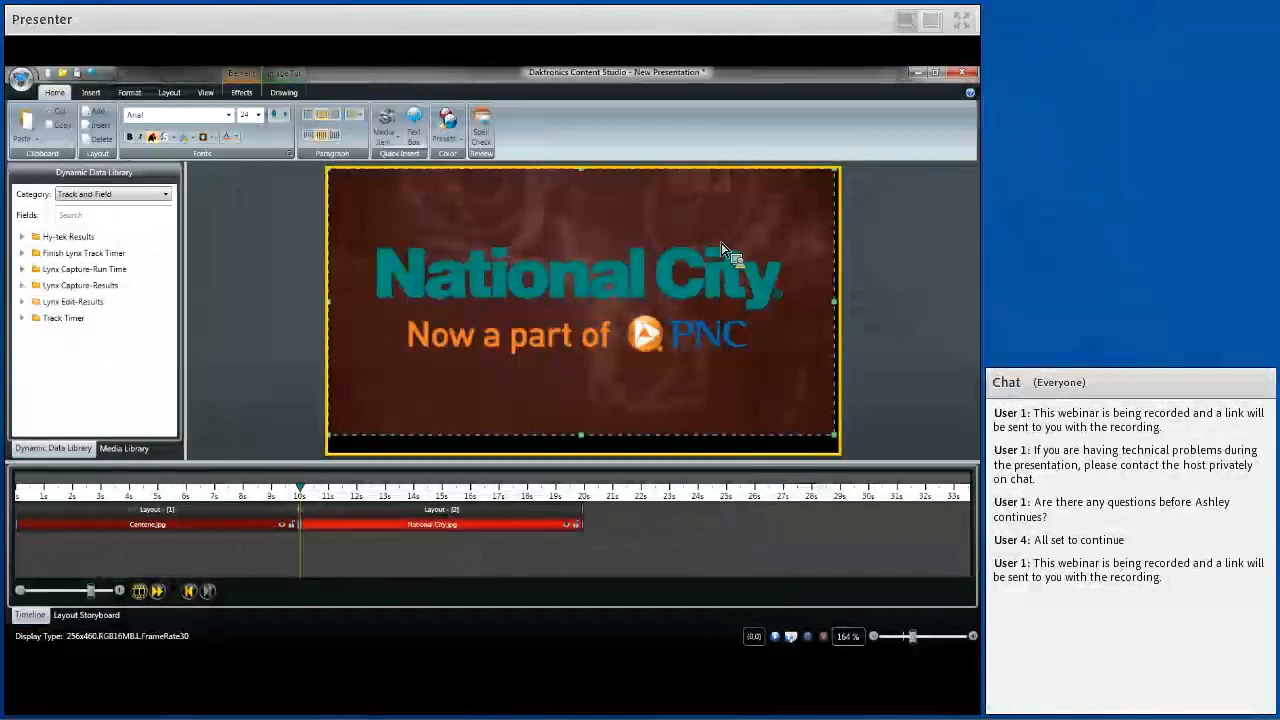 Presenter
Daktronics Content Studio - New Presentation *
Home Insert Format Layout View Effects Drawing
Arial 24
Paste Cut Copy Add Insert Delete
B I
Media Item Text Box Presets Spell Check
Clipboard Layout Fonts Paragraph Quick Insert Color Review
Dynamic Data Library
Category: Track and Field
Fields: Search
Hy-tek Results
Finish Lynx Track Timer
Lynx Capture-Run Time
Lynx Capture-Results
Lynx Edit-Results
Track Timer
Dynamic Data Library Media Library
National City.
Now a part of PNC
s 1s 2s 3s 4s 5s 6s 7s 8s 9s 10s 11s 12s 13s 14s 15s 16s 17s 18s 19s 20s 21s 22s 23s 24s 25s 26s 27s 28s 29s 30s 31s 32s 33s
Layout - [1] Layout - [2]
Centene.jpg National City.jpg
Timeline Layout Storyboard
Display Type: 256x460.RGB16MB.L.FrameRate30
(0,0) 164 %
Chat (Everyone)
User 1: This webinar is being recorded and a link will
be sent to you with the recording.
User 1: If you are having technical problems during
the presentation, please contact the host privately
on chat.
User 1: Are there any questions before Ashley
continues?
User 4: All set to continue
User 1: This webinar is being recorded and a link will
be sent to you with the recording.